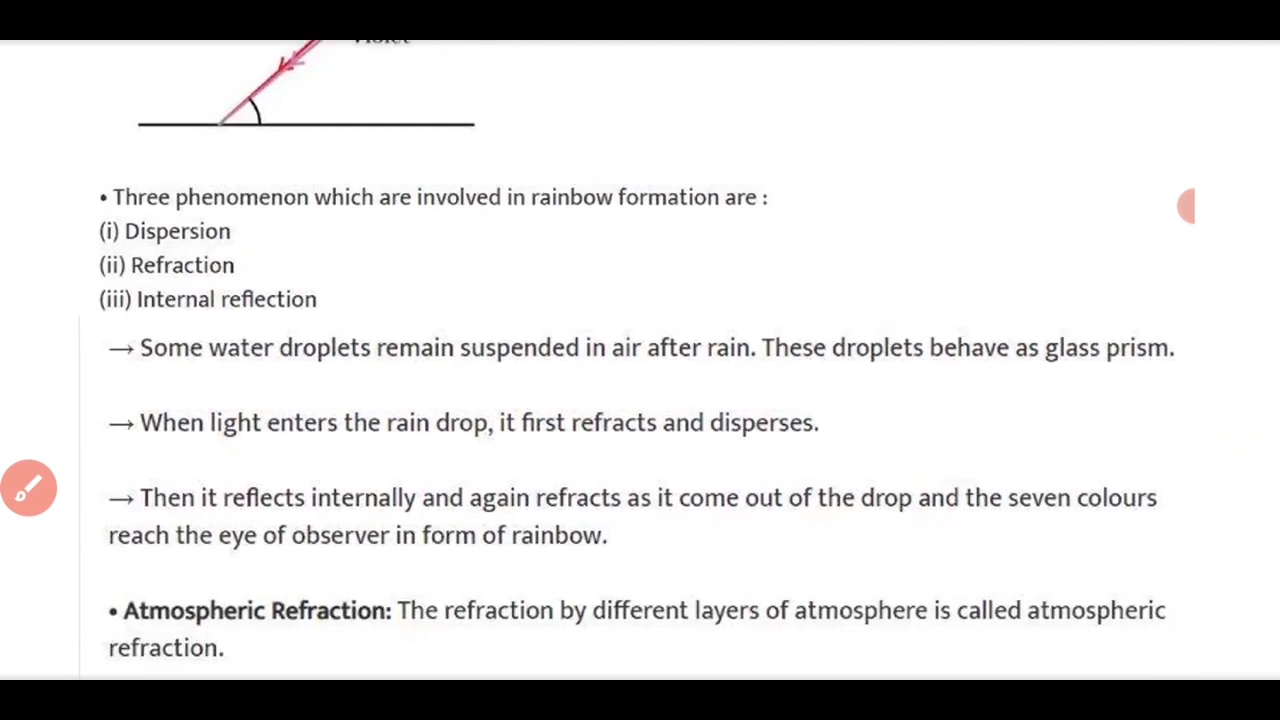 • Three phenomenon which are involved in rainbow formation are :
(i) Dispersion
(ii) Refraction
(iii) Internal reflection
→ Some water droplets remain suspended in air after rain. These droplets behave as glass prism.
→ When light enters the rain drop, it first refracts and disperses.
→ Then it reflects internally and again refracts as it come out of the drop and the seven colours
reach the eye of observer in form of rainbow.
• Atmospheric Refraction: The refraction by different layers of atmosphere is called atmospheric
refraction.